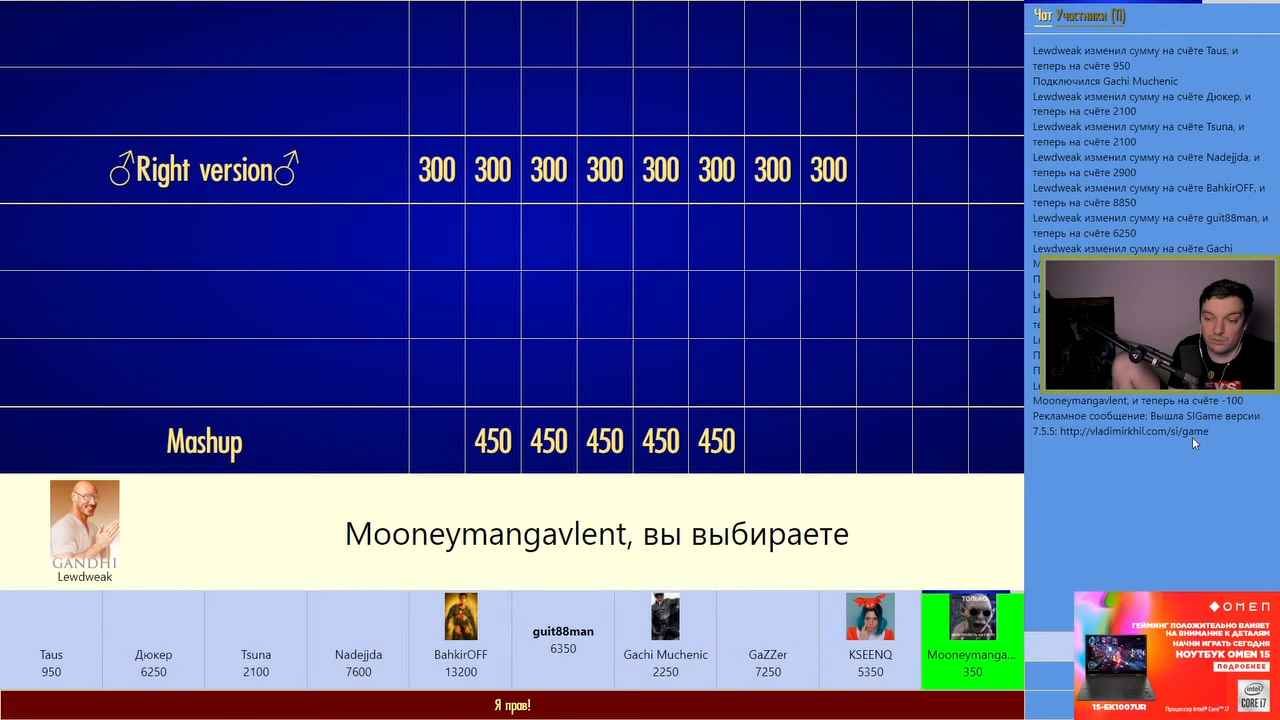 ♂Right version♂ 300 300 300 300 300 300 300 300
Mashup 450 450 450 450 450
GANDHI
Lewdweak
Mooneymangavlent, вы выбираете
Taus
950
Дюкер
6250
Tsuna
2100
Nadejjda
7600
BahkirOFF
13200
guit88man
6350
Gachi Muchenic
2250
GaZZer
7250
KSEENQ
5350
ТОЛЬКО
Mooneymanga...
350
Я прав!
Чат Участники (11)
Lewdweak изменил сумму на счёте Taus, и
теперь на счёте 950
Подключился Gachi Muchenic
Lewdweak изменил сумму на счёте Дюкер, и
теперь на счёте 2100
Lewdweak изменил сумму на счёте Tsuna, и
теперь на счёте 2100
Lewdweak изменил сумму на счёте Nadejjda, и
теперь на счёте 2900
Lewdweak изменил сумму на счёте BahkirOFF, и
теперь на счёте 8850
Lewdweak изменил сумму на счёте guit88man, и
теперь на счёте 6250
Lewdweak изменил сумму на счёте Gachi
Mooneymangavlent, и теперь на счёте -100
Рекламное сообщение: Вышла SIGame версии
7.5.5: http://vladimirkhil.com/si/game
ОМЕП
ГЕЙМИНГ ПОЛОЖИТЕЛЬНО ВЛИЯЕТ
НА ВНИМАНИЕ К ДЕТАЛЯМ
НАЧНИ ИГРАТЬ СЕГОДНЯ
НОУТБУК OMEN 15
ПОДРОБНЕЕ
intel
CORE i7
15-EK1007UR
Процессор Intel® Core™ i7